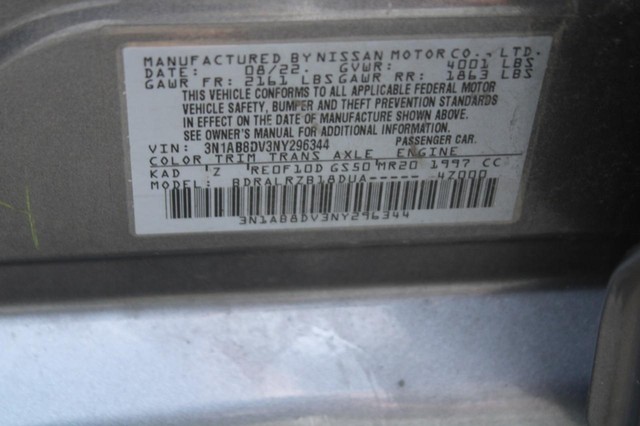 MANUFACTURED BY NISSAN MOTOR CO., LTD.
DATE: 08/22. GVWR: 4001 LBS
GAWR FR: 2161 LBS GAWR RR: 1863 LBS
THIS VEHICLE CONFORMS TO ALL APPLICABLE FEDERAL MOTOR
VEHICLE SAFETY, BUMPER AND THEFT PREVENTION STANDARDS
IN EFFECT ON THE DATE OF MANUFACTURE SHOWN ABOVE.
SEE OWNER'S MANUAL FOR ADDITIONAL INFORMATION.
VIN: 3N1AB8DV3NY296344 PASSENGER CAR.
COLOR TRIM TRANS AXLE ENGINE
KAD Z RE0F10D GS50 MR20 1997 CC
MODEL: BDRALRZB18DUA----- 4Z000
3N1AB8DV3NY296344